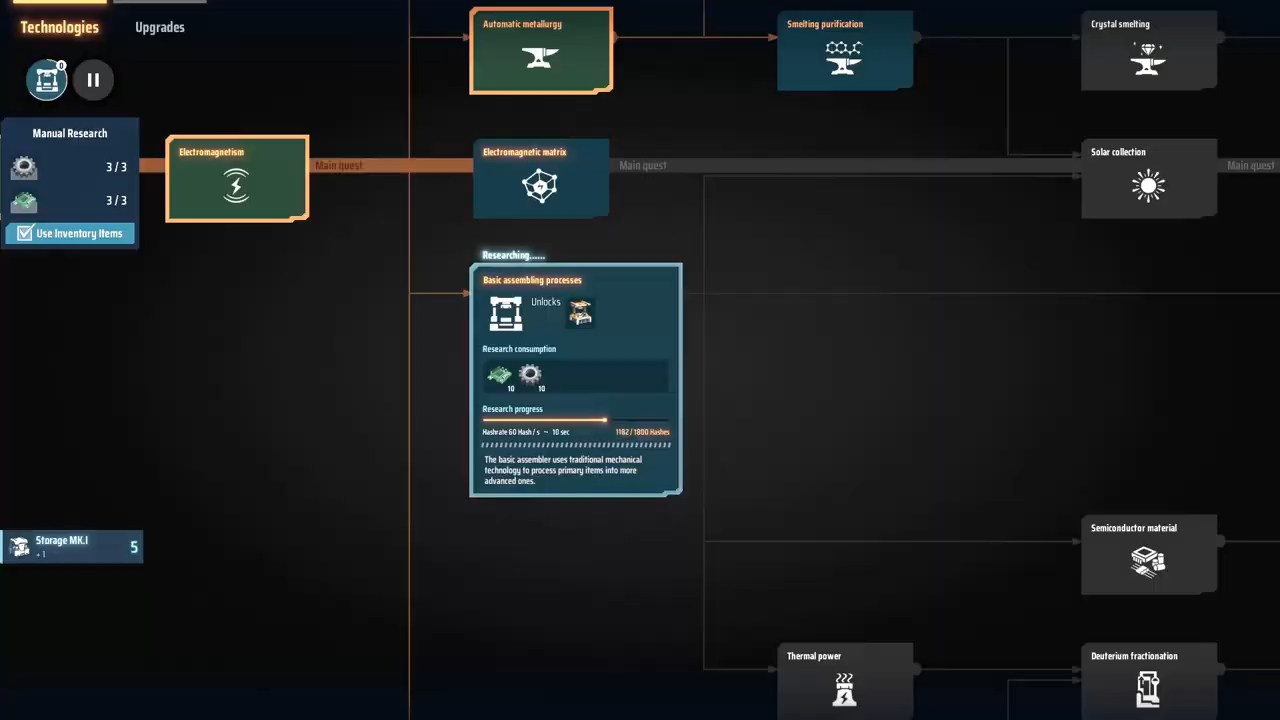 Technologies
Upgrades
0
Manual Research
3 / 3
3 / 3
Use Inventory Items
Storage MK.I
+ 1
5
Automatic metallurgy
Smelting purification
Crystal smelting
Electromagnetism
Main quest
Electromagnetic matrix
Main quest
Solar collection
Main quest
Researching......
Basic assembling processes
Unlocks
Research consumption
10
10
Research progress
Hashrate 60 Hash / s ~ 10 sec
1182 / 1800 Hashes
The basic assembler uses traditional mechanical
technology to process primary items into more
advanced ones.
Semiconductor material
Thermal power
Deuterium fractionation